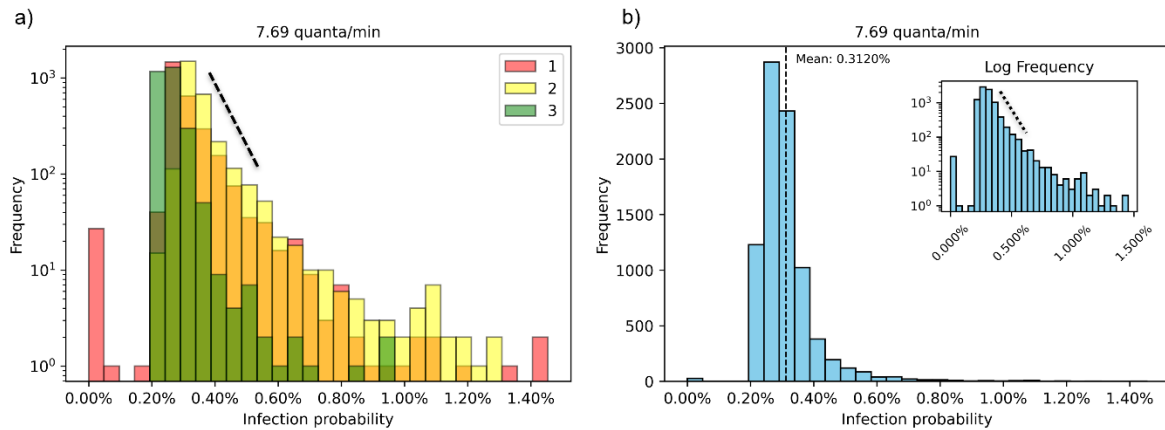 a)
7.69 quanta/min
1
2
3
10³
10²
10¹
10⁰
Frequency
0.00% 0.20% 0.40% 0.60% 0.80% 1.00% 1.20% 1.40%
Infection probability
b)
7.69 quanta/min
Mean: 0.3120%
3000
2500
2000
1500
1000
500
0
Frequency
0.00% 0.20% 0.40% 0.60% 0.80% 1.00% 1.20% 1.40%
Infection probability
Log Frequency
10³
10²
10¹
10⁰
0.000% 0.500% 1.000% 1.500%